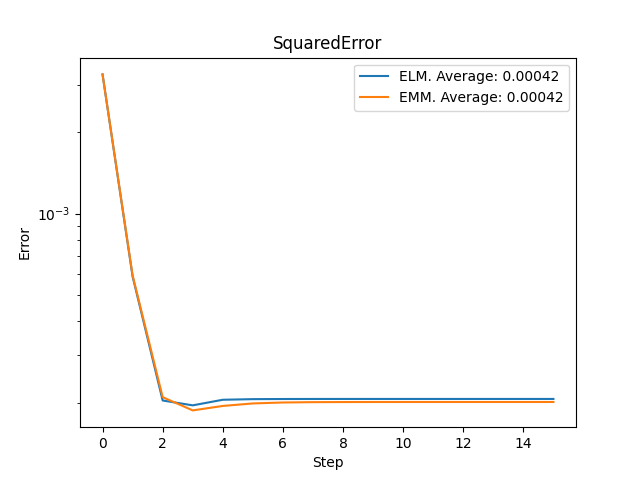 SquaredError
ELM. Average: 0.00042
EMM. Average: 0.00042
10⁻³
Error
0 2 4 6 8 10 12 14
Step